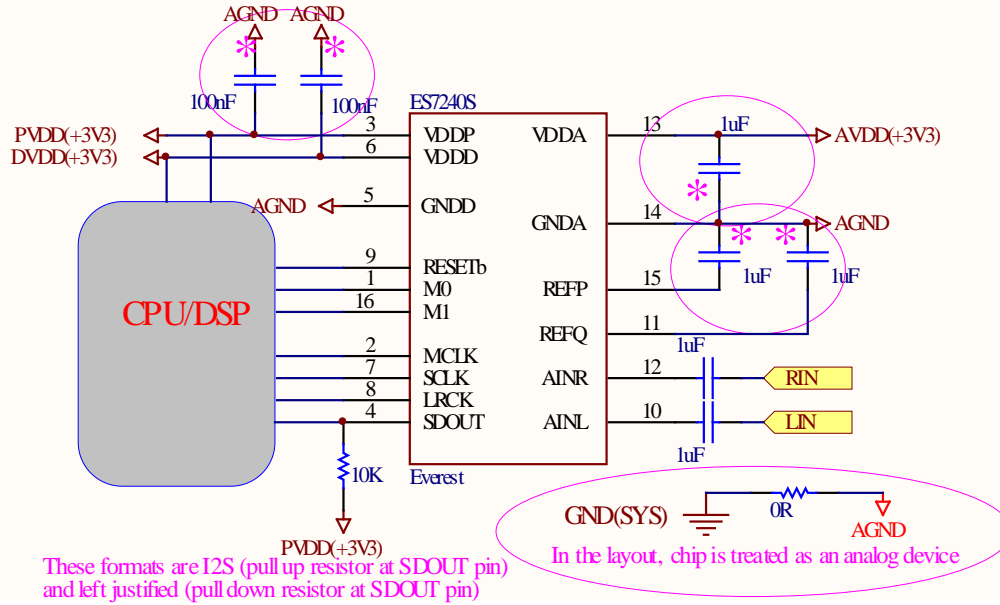 AGND AGND
* *
100nF 100nF
ES7240S
PVDD(+3V3) 3 VDDP VDDA 13 1uF AVDD(+3V3)
DVDD(+3V3) 6 VDDD
*
AGND 5 GNDD GNDA 14 AGND
* *
9 RESETb 1uF 1uF
1 M0 REFP 15
CPU/DSP 16 M1
REFQ 11
1uF
2 MCLK
7 SCLK AINR 12 RIN
8 LRCK
4 SDOUT AINL 10 LIN
1uF
10K Everest
GND(SYS) 0R AGND
PVDD(+3V3)
In the layout, chip is treated as an analog device
These formats are I2S (pull up resistor at SDOUT pin)
and left justified (pull down resistor at SDOUT pin)